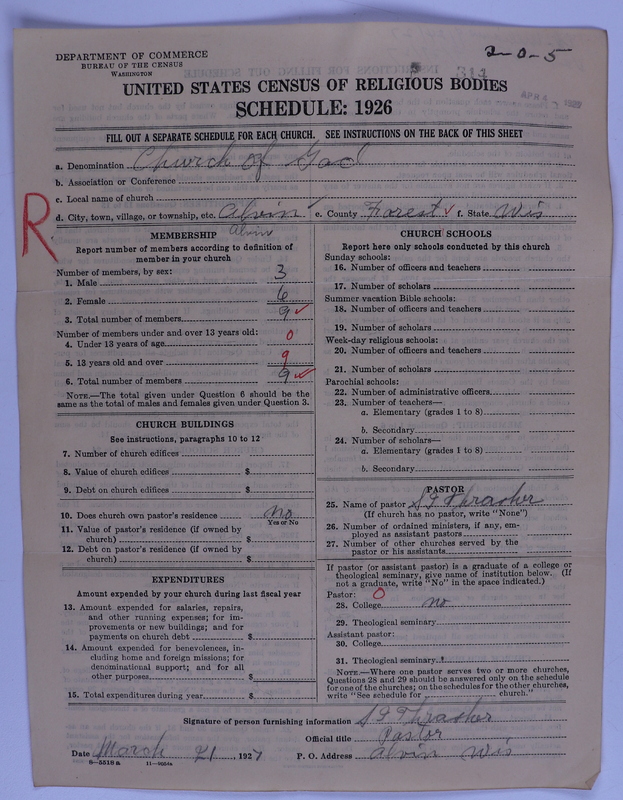 2-0-5
314
APR 4 1927
DEPARTMENT OF COMMERCE
BUREAU OF THE CENSUS
WASHINGTON
UNITED STATES CENSUS OF RELIGIOUS BODIES
SCHEDULE: 1926
FILL OUT A SEPARATE SCHEDULE FOR EACH CHURCH. SEE INSTRUCTIONS ON THE BACK OF THIS SHEET
R
a. Denomination Church of God
b. Association or Conference
c. Local name of church
d. City, town, village, or township, etc. Alvin e. County Forest ✓ f. State Wis
Alvin
MEMBERSHIP
Report number of members according to definition of
member in your church
Number of members, by sex:
1. Male 3
2. Female 6
3. Total number of members 9 ✓
Number of members under and over 13 years old:
4. Under 13 years of age 0
5. 13 years old and over 9
6. Total number of members 9 ✓
NOTE.—The total given under Question 6 should be
same as the total of males and females given under Question 3.
CHURCH BUILDINGS
See instructions, paragraphs 10 to 12
7. Number of church edifices
8. Value of church edifices $
9. Debt on church edifices $
10. Does church own pastor's residence No
Yes or No
11. Value of pastor's residence (if owned by
church) $
12. Debt on pastor's residence (if owned by
church) $
EXPENDITURES
Amount expended by your church during last fiscal year
13. Amount expended for salaries, repairs,
and other running expenses; for im-
provements or new buildings; and for
payments on church debt $
14. Amount expended for benevolences, in-
cluding home and foreign missions; for
denominational support; and for all
other purposes $
15. Total expenditures during year $
CHURCH SCHOOLS
Report here only schools conducted by this church
Sunday schools:
16. Number of officers and teachers
17. Number of scholars
Summer vacation Bible schools:
18. Number of officers and teachers
19. Number of scholars
Week-day religious schools:
20. Number of officers and teachers
21. Number of scholars
Parochial schools:
22. Number of administrative officers
23. Number of teachers—
a. Elementary (grades 1 to 8)
b. Secondary
24. Number of scholars—
a. Elementary (grades 1 to 8)
b. Secondary
PASTOR
25. Name of pastor S F Thrasher
(If church has no pastor, write "None")
26. Number of ordained ministers, if any, em-
ployed as assistant pastors
27. Number of other churches served by the
pastor or his assistants
If pastor (or assistant pastor) is a graduate of a college or
theological seminary, give name of institution below. (If
not a graduate, write "No" in the space indicated.)
Pastor: 0
28. College no
29. Theological seminary
Assistant pastor:
30. College
31. Theological seminary
NOTE.—Where one pastor serves two or more churches,
Questions 28 and 29 should be answered only on the schedule
for one of the churches; on the schedules for the other churches,
write "See schedule for church."
Signature of person furnishing information S F Thrasher
Official title Pastor
Date March 21, 1927 P. O. Address Alvin Wis
8—5518a 11—9064a